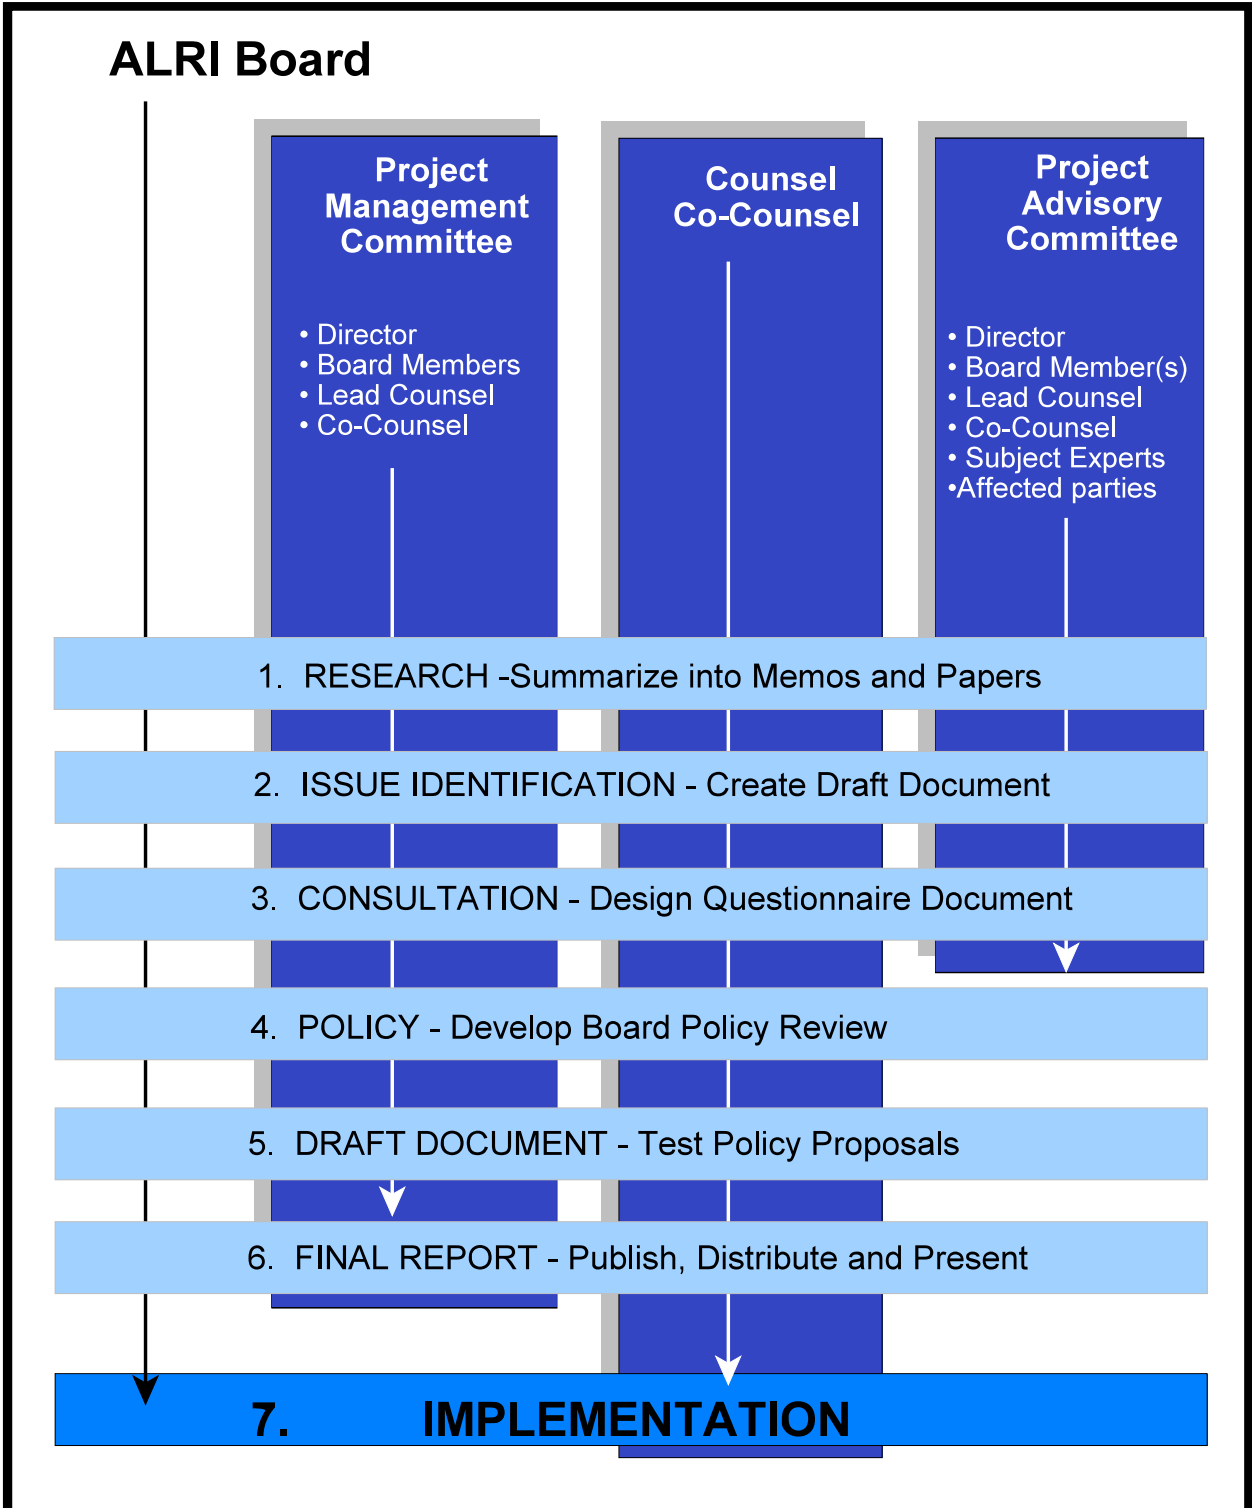 ALRI Board
Project
Management
Committee
• Director
• Board Members
• Lead Counsel
• Co-Counsel
Counsel
Co-Counsel
Project
Advisory
Committee
• Director
• Board Member(s)
• Lead Counsel
• Co-Counsel
• Subject Experts
•Affected parties
1. RESEARCH -Summarize into Memos and Papers
2. ISSUE IDENTIFICATION - Create Draft Document
3. CONSULTATION - Design Questionnaire Document
4. POLICY - Develop Board Policy Review
5. DRAFT DOCUMENT - Test Policy Proposals
6. FINAL REPORT - Publish, Distribute and Present
7. IMPLEMENTATION